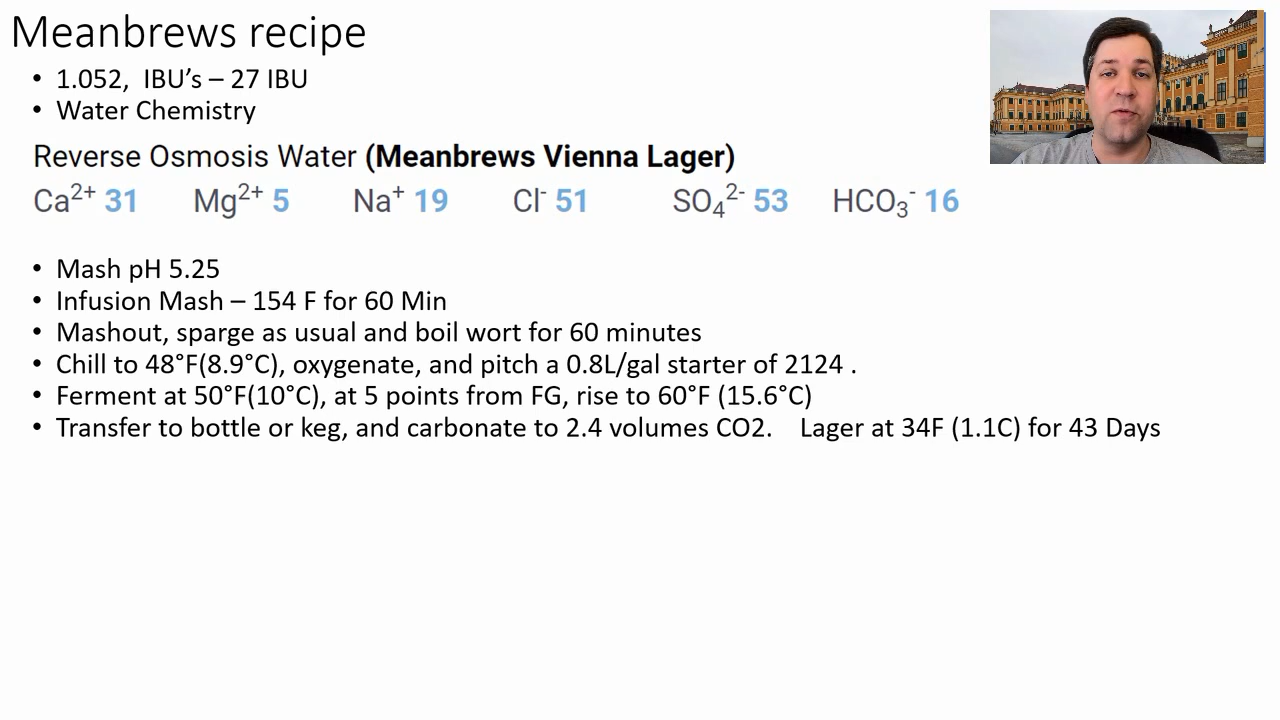 Meanbrews recipe
• 1.052,  IBU's – 27 IBU
• Water Chemistry
Reverse Osmosis Water (Meanbrews Vienna Lager)
Ca2+ 31 Mg2+ 5 Na+ 19 Cl- 51 SO42- 53 HCO3- 16
• Mash pH 5.25
• Infusion Mash – 154 F for 60 Min
• Mashout, sparge as usual and boil wort for 60 minutes
• Chill to 48°F(8.9°C), oxygenate, and pitch a 0.8L/gal starter of 2124 .
• Ferment at 50°F(10°C), at 5 points from FG, rise to 60°F (15.6°C)
• Transfer to bottle or keg, and carbonate to 2.4 volumes CO2.    Lager at 34F (1.1C) for 43 Days